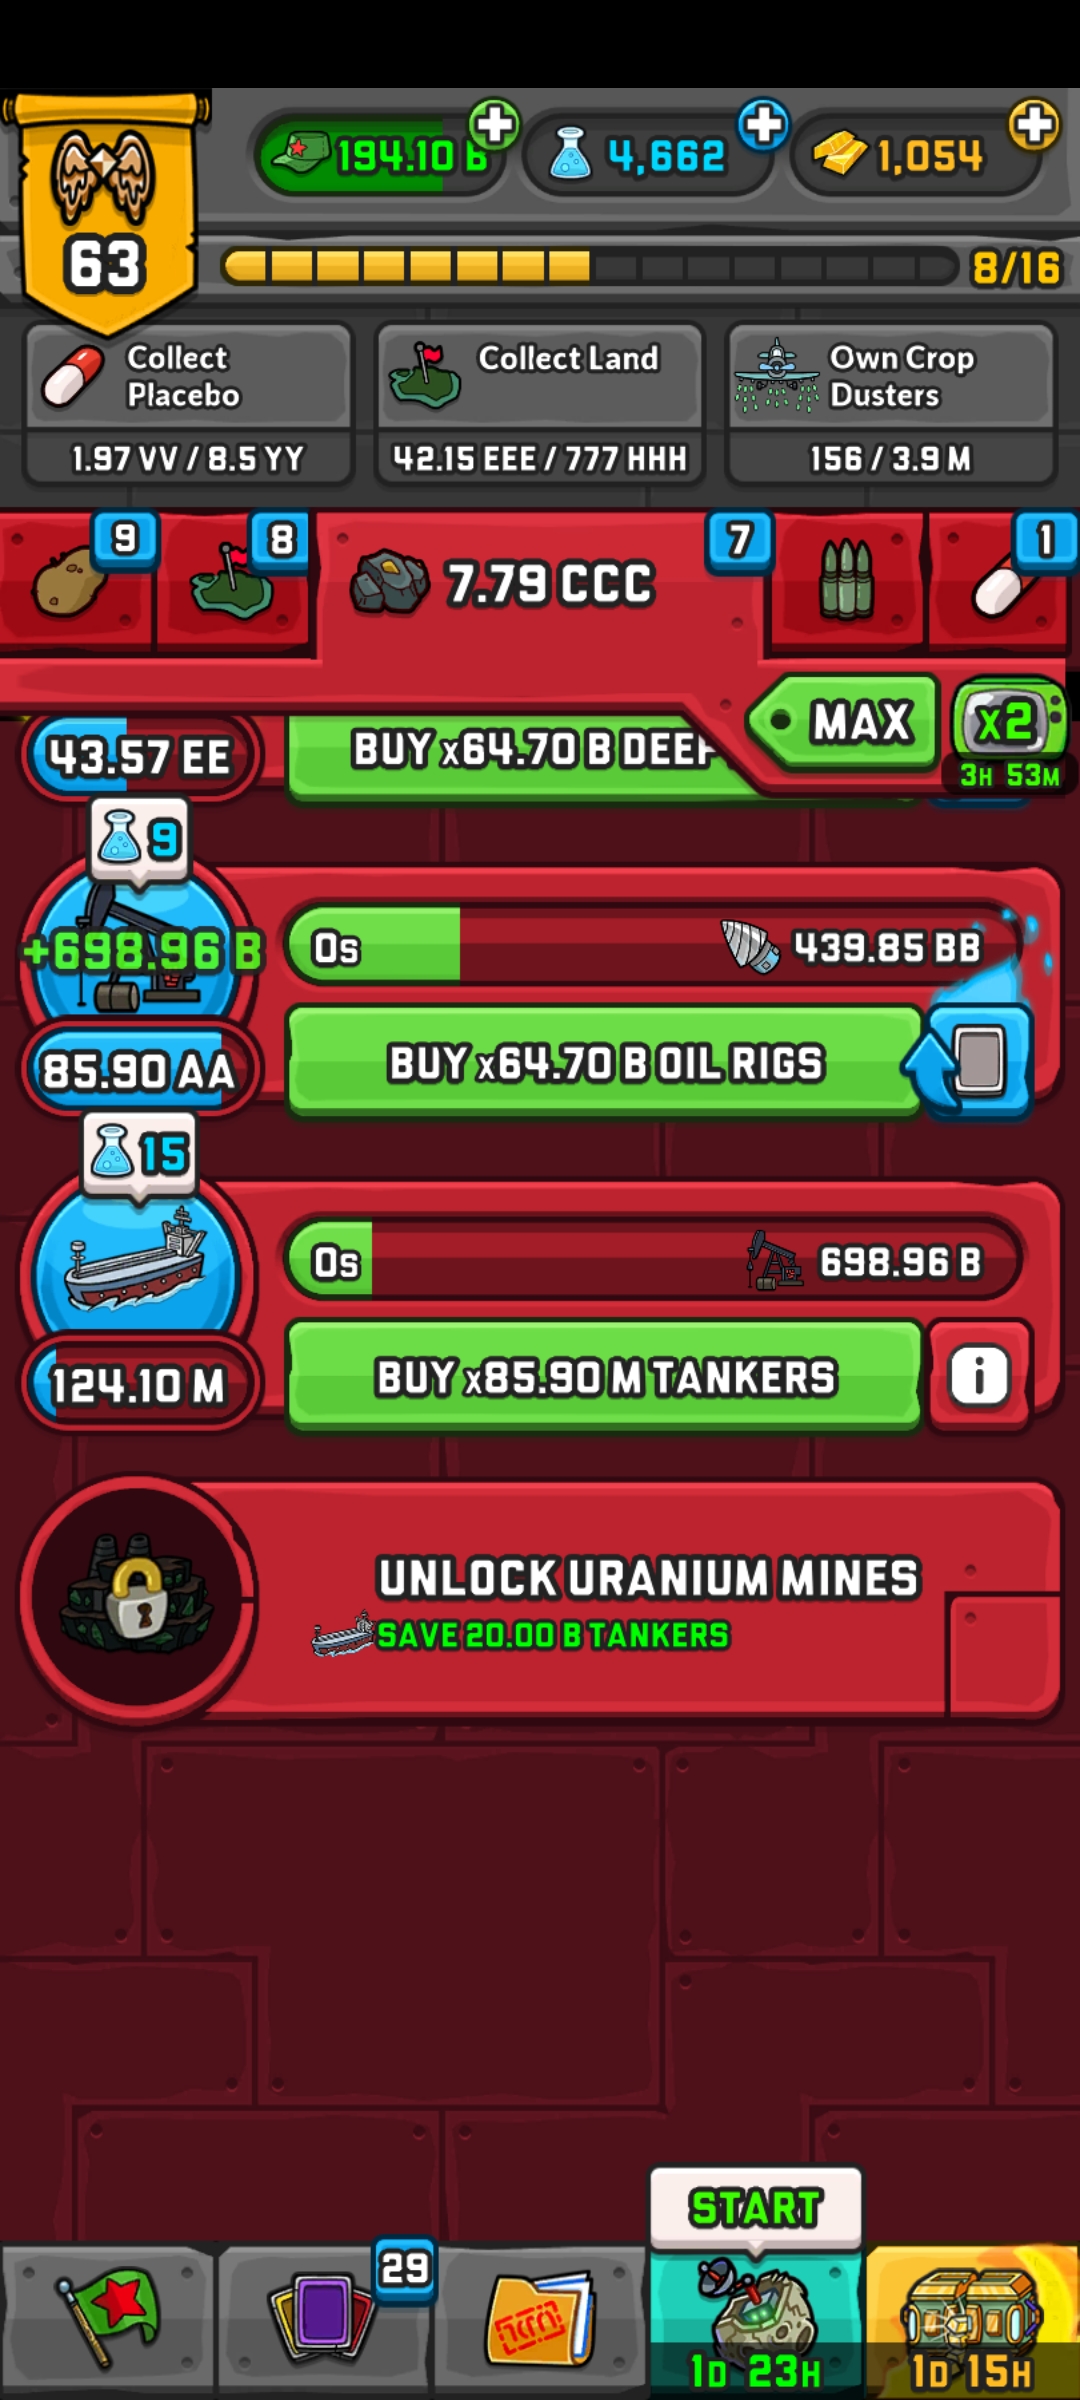 194.10 B
4,662
1,054
63
8/16
Collect
Placebo
1.97 VV / 8.5 YY
Collect Land
42.15 EEE / 777 HHH
Own Crop
Dusters
156 / 3.9 M
9
8
7.79 CCC
7
1
MAX
x2
3H 53M
43.57 EE
BUY x64.70 B DEEP
9
+698.96 B
0s
439.85 BB
85.90 AA
BUY x64.70 B OIL RIGS
15
0s
698.96 B
124.10 M
BUY x85.90 M TANKERS
i
UNLOCK URANIUM MINES
SAVE 20.00 B TANKERS
START
29
1D 23H
1D 15H